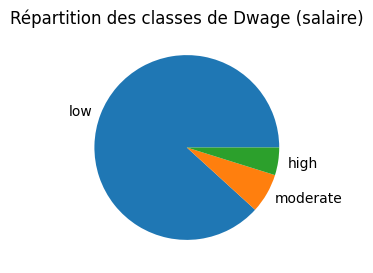 Répartition des classes de Dwage (salaire)
low
high
moderate